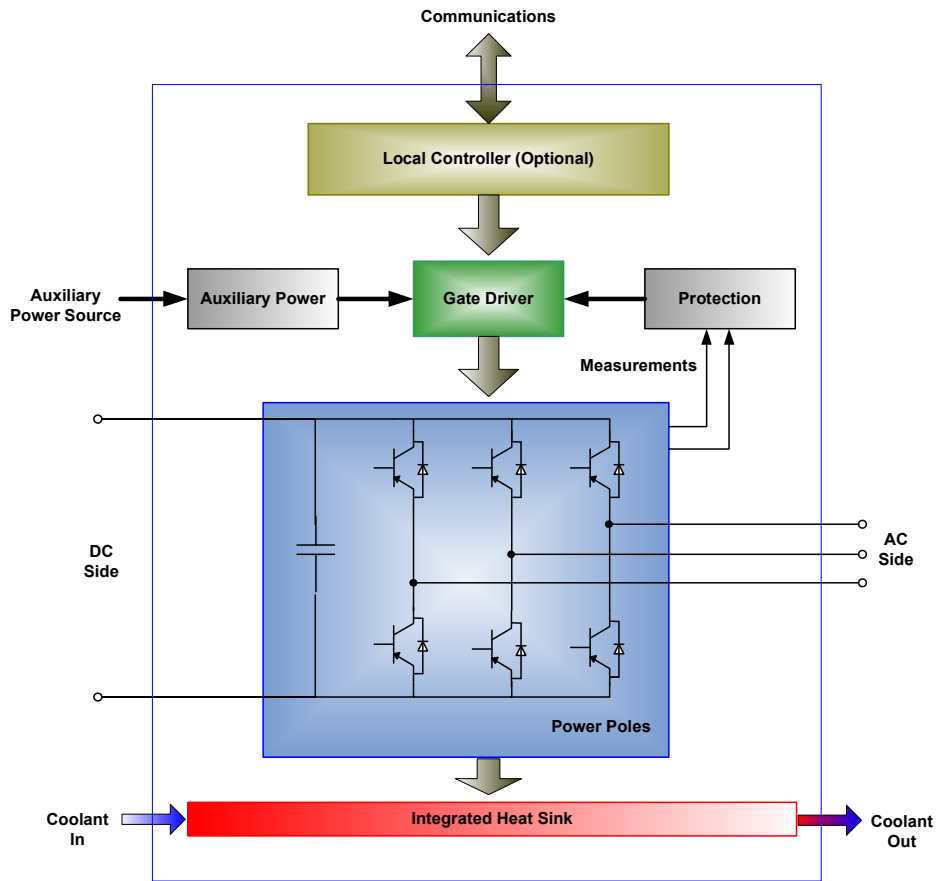 Communications
Local Controller (Optional)
Auxiliary
Power Source
Auxiliary Power
Gate Driver
Protection
Measurements
DC
Side
AC
Side
Power Poles
Coolant
In
Integrated Heat Sink
Coolant
Out